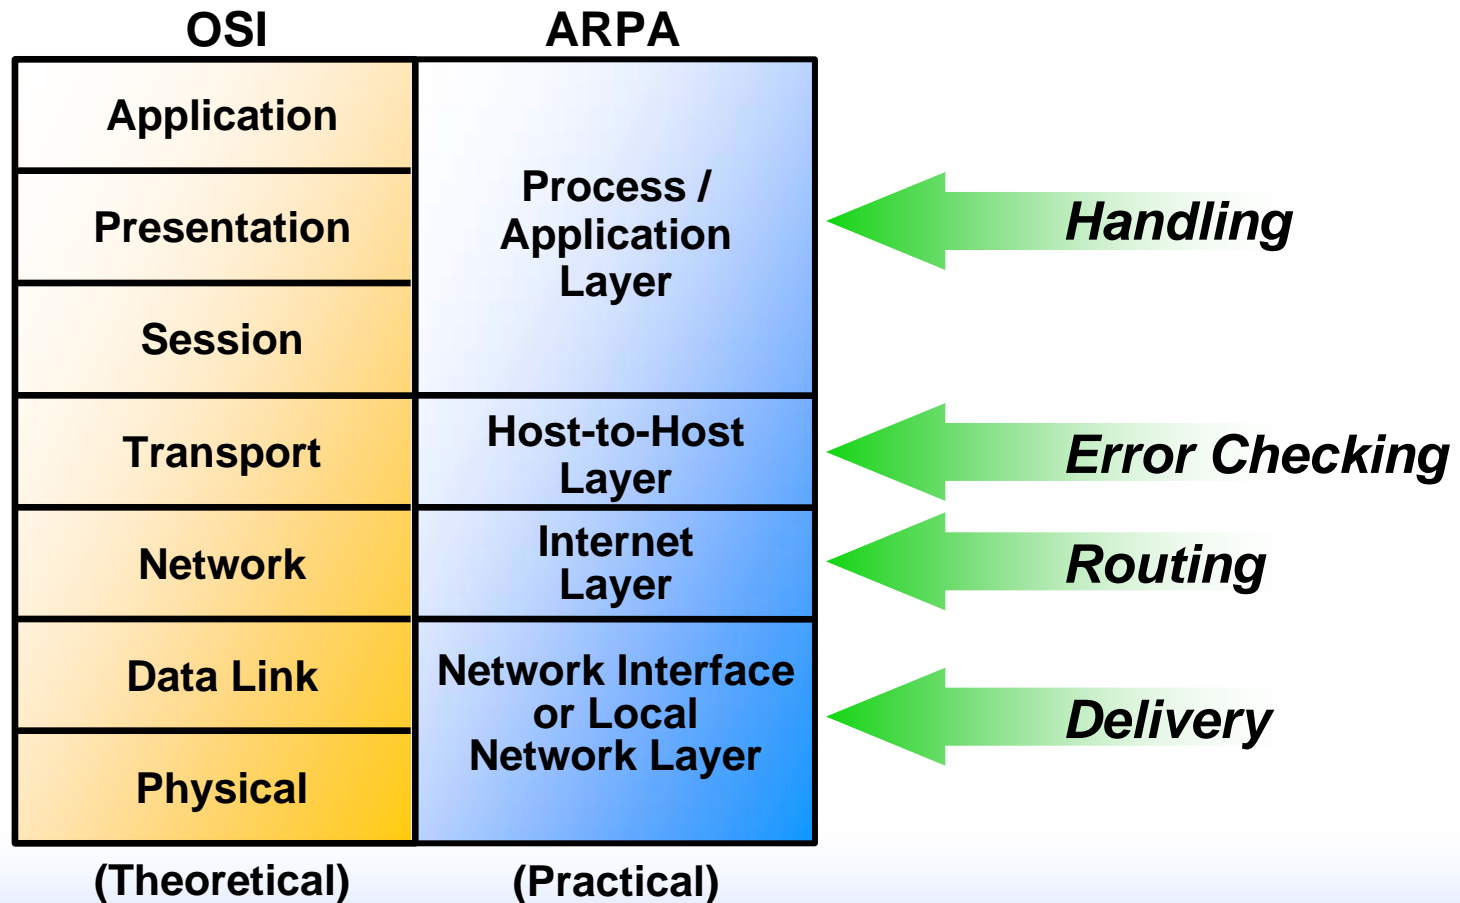 OSI
ARPA
Application
Presentation
Session
Transport
Network
Data Link
Physical
(Theoretical)
Process /
Application
Layer
Host-to-Host
Layer
Internet
Layer
Network Interface
or Local
Network Layer
(Practical)
Handling
Error Checking
Routing
Delivery